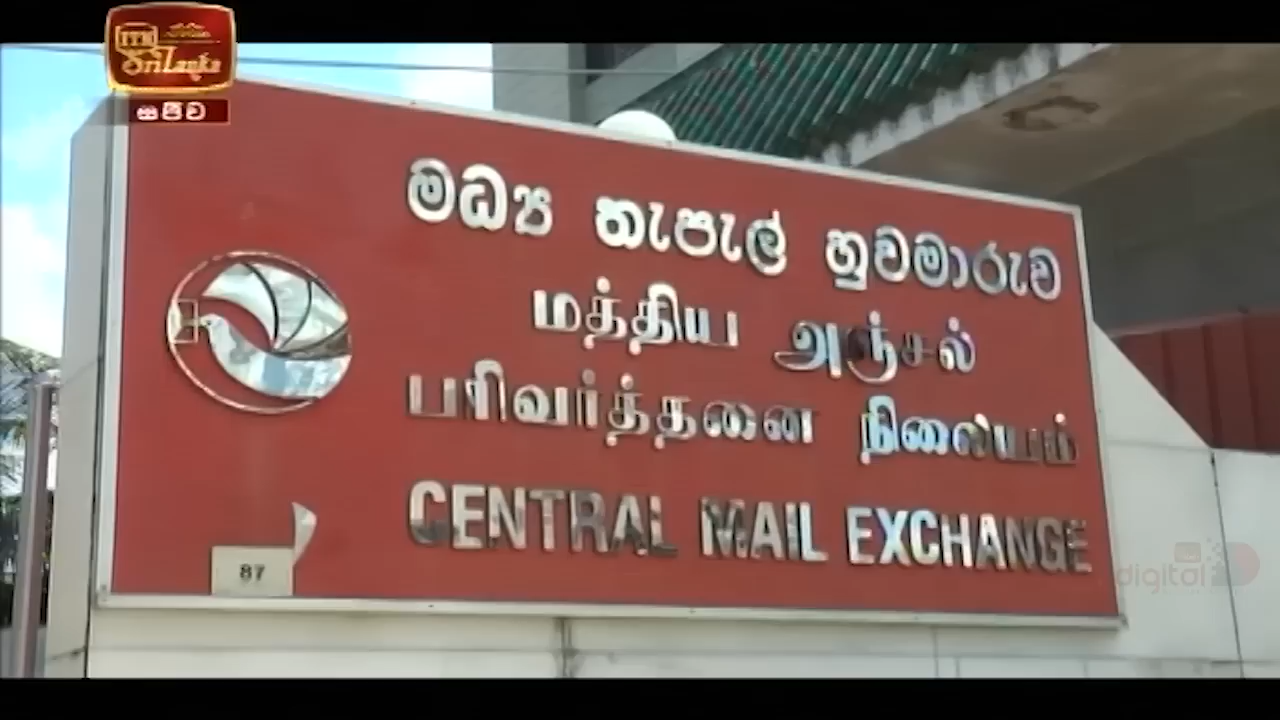 ITN
Sri Lanka
සජීව
මධ්‍ය තැපැල් හුවමාරුව
மத்திய அஞ்சல்
பரிவர்த்தனை நிலையம்
CENTRAL MAIL EXCHANGE
87
digital